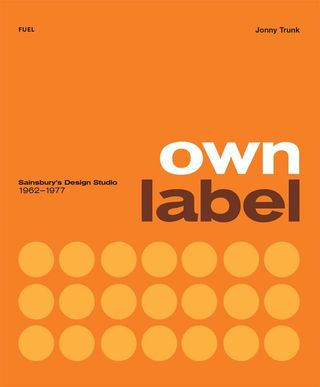 FUEL
Jonny Trunk
own
Sainsbury's Design Studio
1962–1977
label